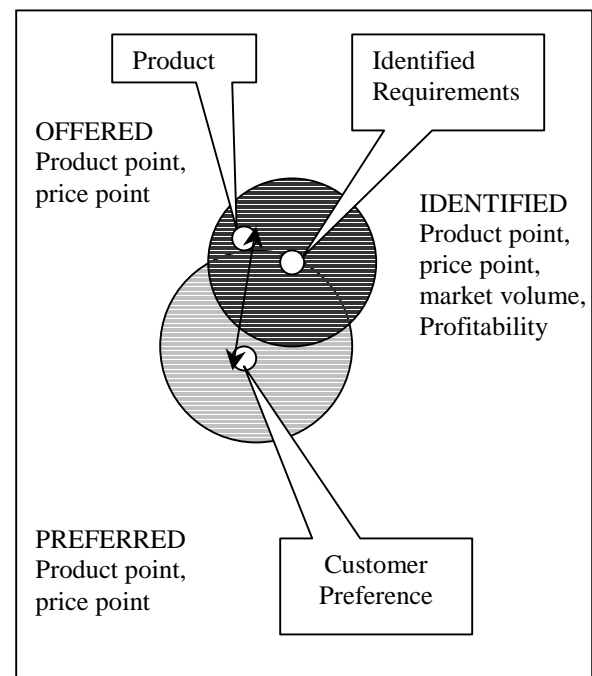 Product
Identified
Requirements
OFFERED
Product point,
price point
IDENTIFIED
Product point,
price point,
market volume,
Profitability
PREFERRED
Product point,
price point
Customer
Preference